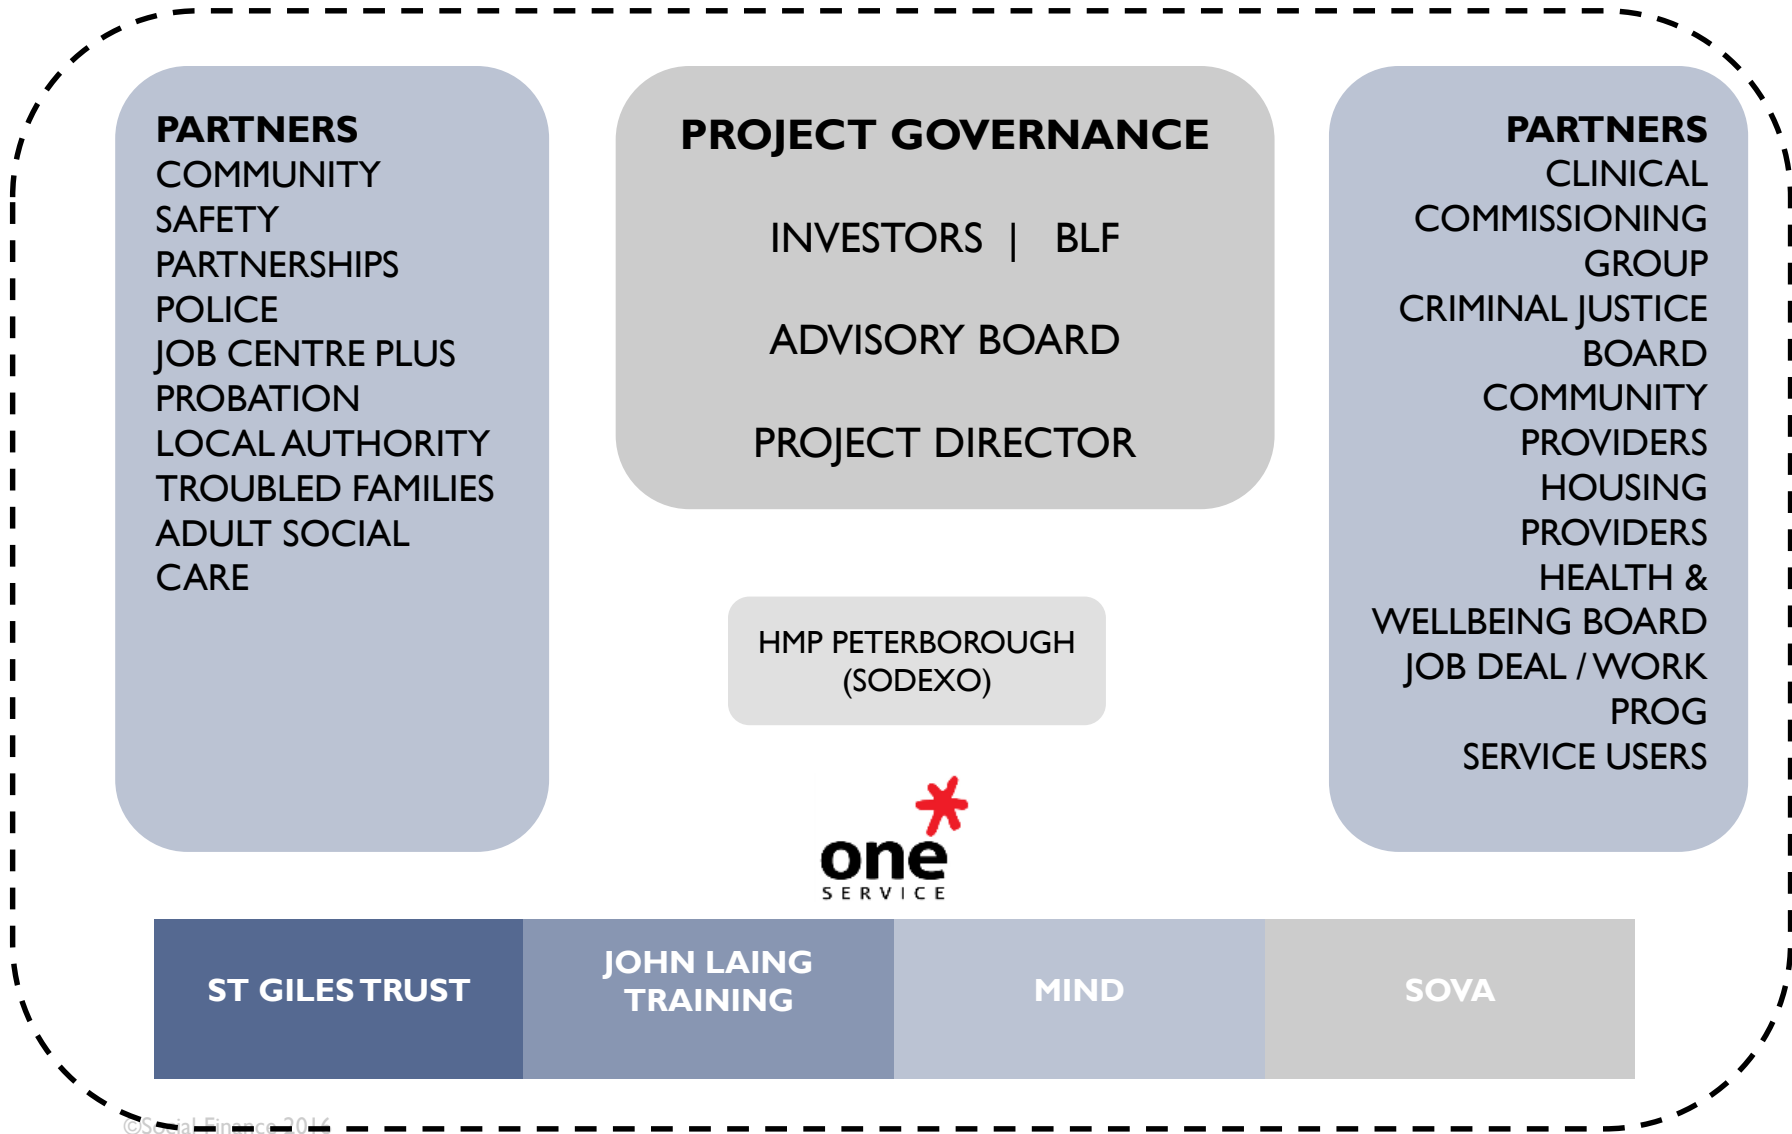 PARTNERS
COMMUNITY
SAFETY
PARTNERSHIPS
POLICE
JOB CENTRE PLUS
PROBATION
LOCAL AUTHORITY
TROUBLED FAMILIES
ADULT SOCIAL
CARE
PROJECT GOVERNANCE
INVESTORS | BLF
ADVISORY BOARD
PROJECT DIRECTOR
HMP PETERBOROUGH
(SODEXO)
one
SERVICE
PARTNERS
CLINICAL
COMMISSIONING
GROUP
CRIMINAL JUSTICE
BOARD
COMMUNITY
PROVIDERS
HOUSING
PROVIDERS
HEALTH &
WELLBEING BOARD
JOB DEAL / WORK
PROG
SERVICE USERS
ST GILES TRUST
JOHN LAING
TRAINING
MIND
SOVA
©Social Finance 2016